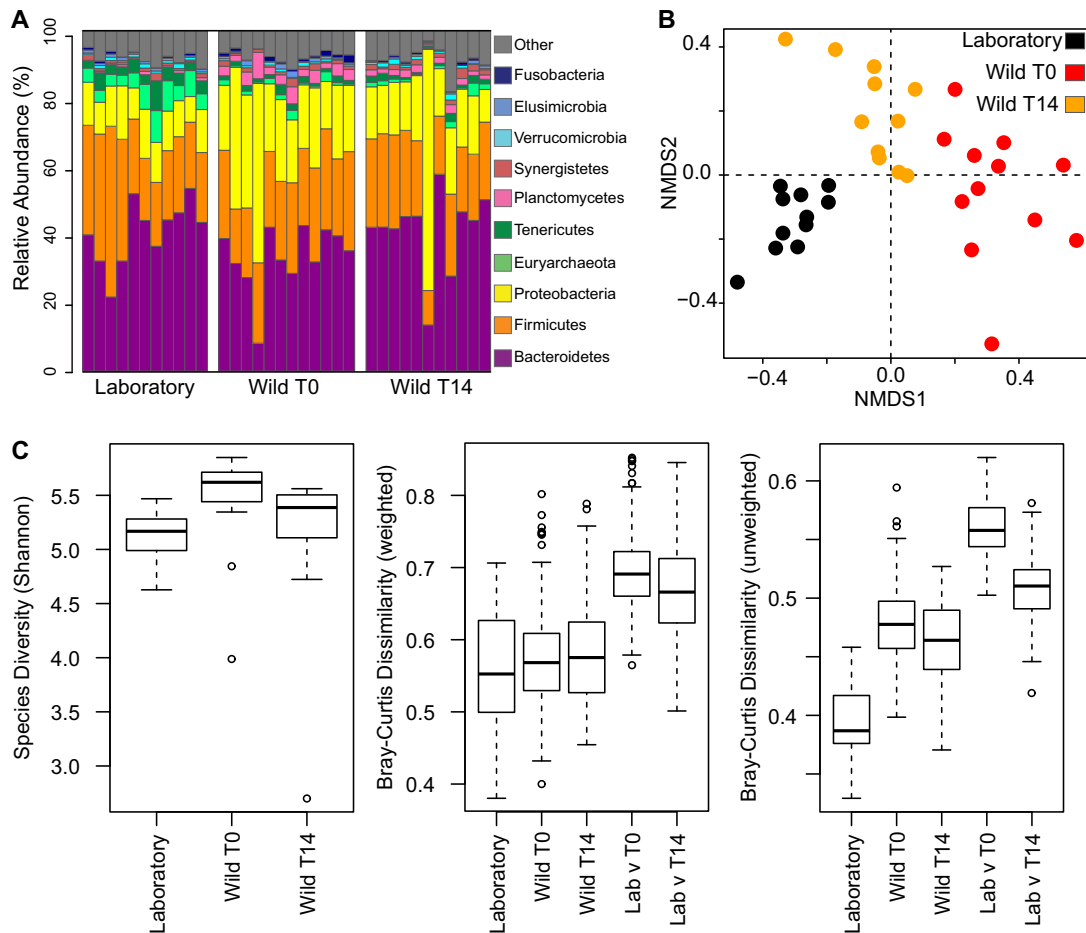 A
Relative Abundance (%)
100
80
60
40
20
0
Laboratory
Wild T0
Wild T14
Other
Fusobacteria
Elusimicrobia
Verrucomicrobia
Synergistetes
Planctomycetes
Tenericutes
Euryarchaeota
Proteobacteria
Firmicutes
Bacteroidetes
B
NMDS2
0.4
0.0
−0.4
Laboratory
Wild T0
Wild T14
−0.4
0.0
0.4
NMDS1
C
Species Diversity (Shannon)
5.5
5.0
4.5
4.0
3.5
3.0
Laboratory
Wild T0
Wild T14
Bray-Curtis Dissimilarity (weighted)
0.8
0.7
0.6
0.5
0.4
Laboratory
Wild T0
Wild T14
Lab v T0
Lab v T14
Bray-Curtis Dissimilarity (unweighted)
0.6
0.5
0.4
Laboratory
Wild T0
Wild T14
Lab v T0
Lab v T14